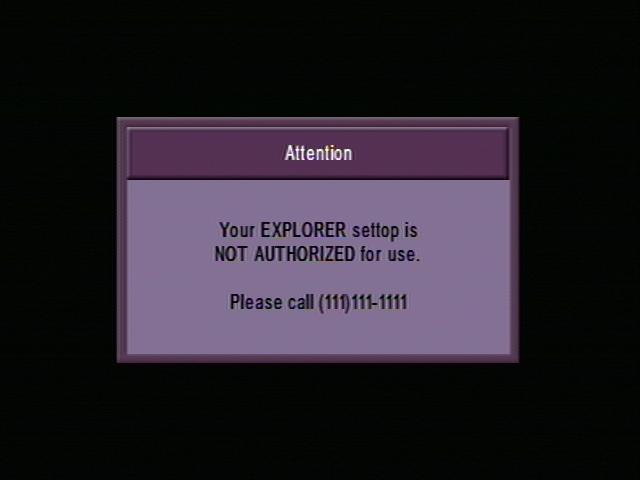 Attention
Your EXPLORER settop is
NOT AUTHORIZED for use.
Please call (111)111-1111